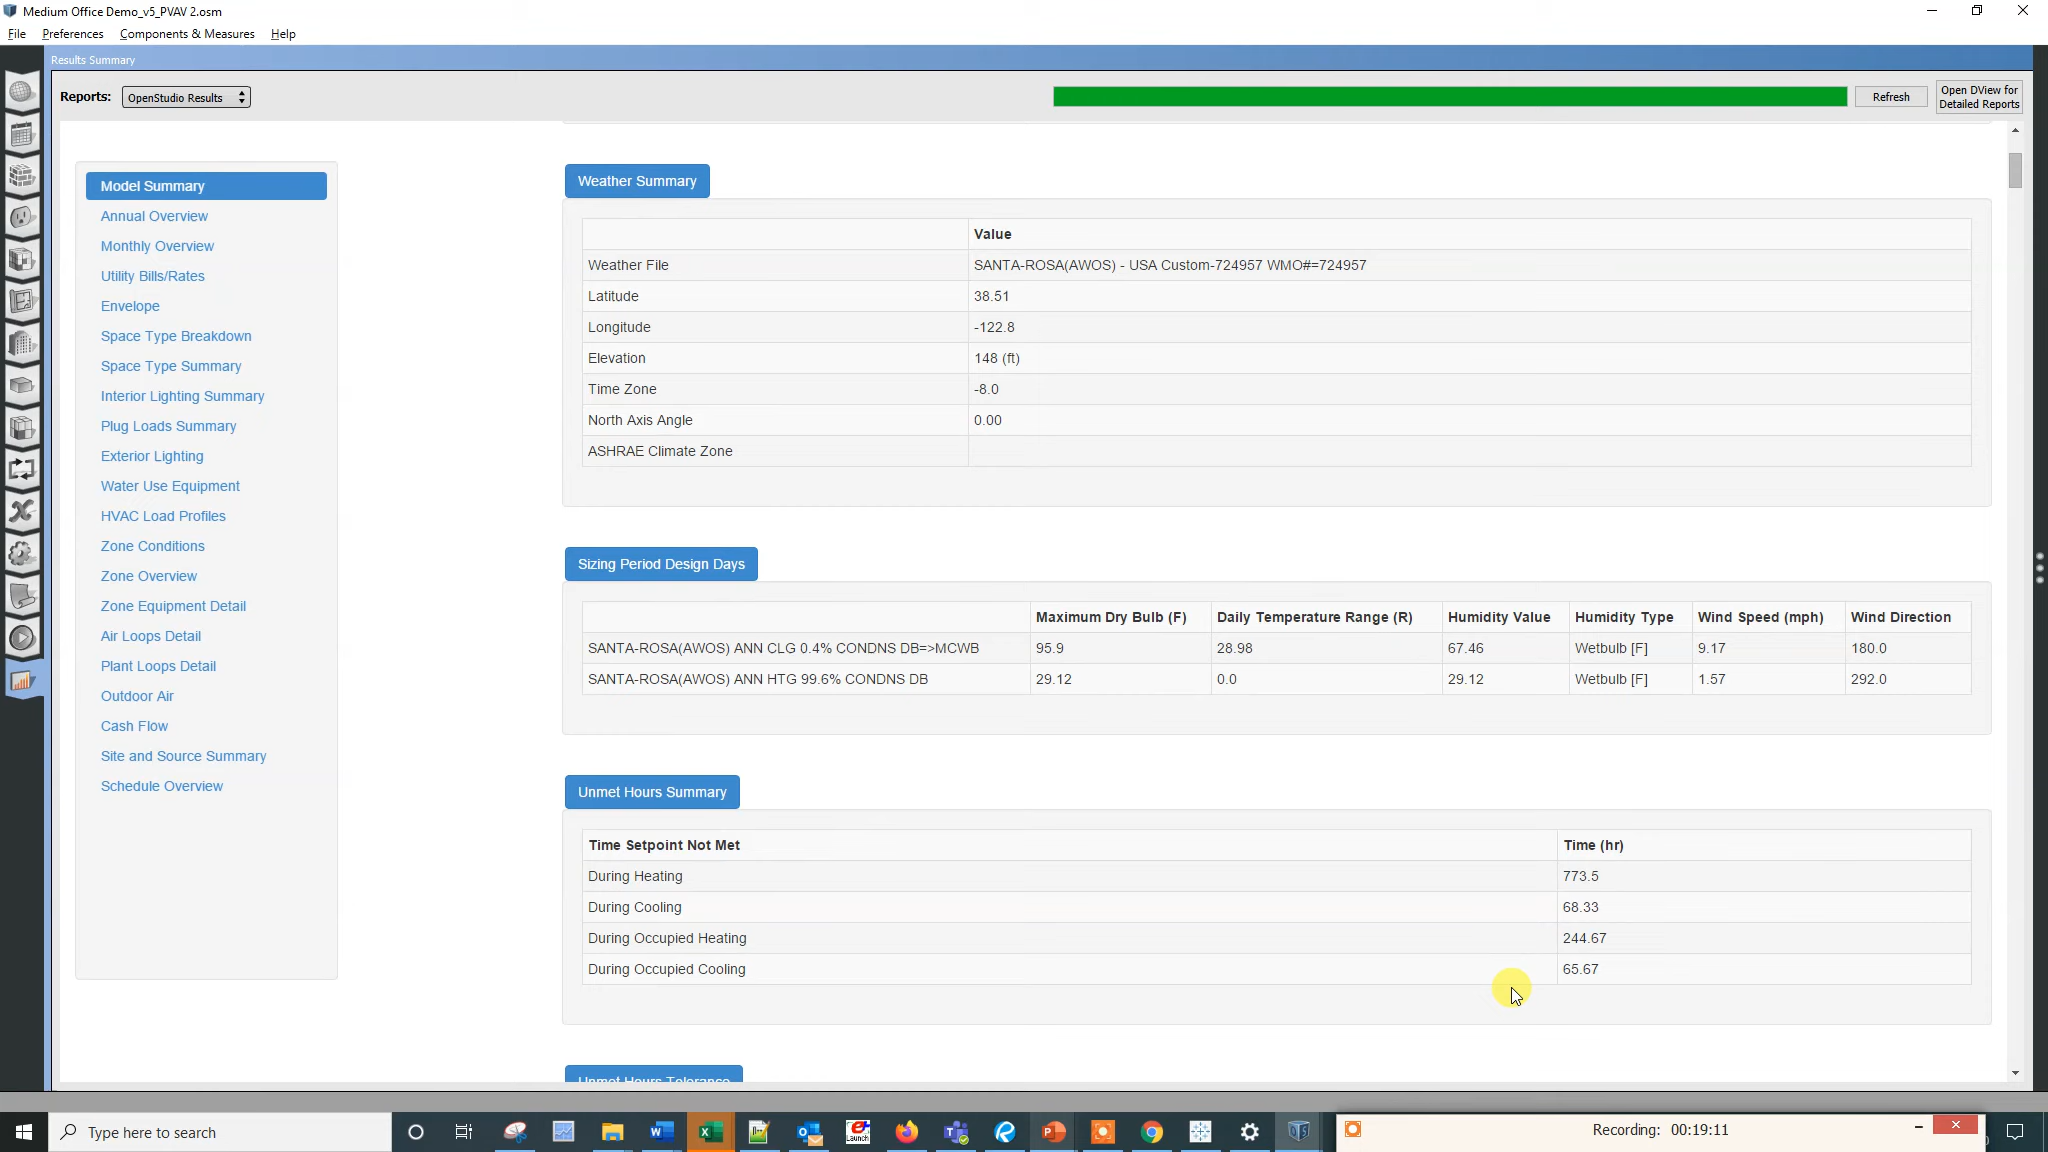 Medium Office Demo_v5_PVAV 2.osm
File Preferences Components & Measures Help
Results Summary
Reports: OpenStudio Results Refresh Open DView for
Detailed Reports
Model Summary
Annual Overview
Monthly Overview
Utility Bills/Rates
Envelope
Space Type Breakdown
Space Type Summary
Interior Lighting Summary
Plug Loads Summary
Exterior Lighting
Water Use Equipment
HVAC Load Profiles
Zone Conditions
Zone Overview
Zone Equipment Detail
Air Loops Detail
Plant Loops Detail
Outdoor Air
Cash Flow
Site and Source Summary
Schedule Overview
Weather Summary
Value
Weather File SANTA-ROSA(AWOS) - USA Custom-724957 WMO#=724957
Latitude 38.51
Longitude -122.8
Elevation 148 (ft)
Time Zone -8.0
North Axis Angle 0.00
ASHRAE Climate Zone
Sizing Period Design Days
Maximum Dry Bulb (F) Daily Temperature Range (R) Humidity Value Humidity Type Wind Speed (mph) Wind Direction
SANTA-ROSA(AWOS) ANN CLG 0.4% CONDNS DB=>MCWB 95.9 28.98 67.46 Wetbulb [F] 9.17 180.0
SANTA-ROSA(AWOS) ANN HTG 99.6% CONDNS DB 29.12 0.0 29.12 Wetbulb [F] 1.57 292.0
Unmet Hours Summary
Time Setpoint Not Met Time (hr)
During Heating 773.5
During Cooling 68.33
During Occupied Heating 244.67
During Occupied Cooling 65.67
Unmet Hours Tolerance
Type here to search
Launch
Recording: 00:19:11